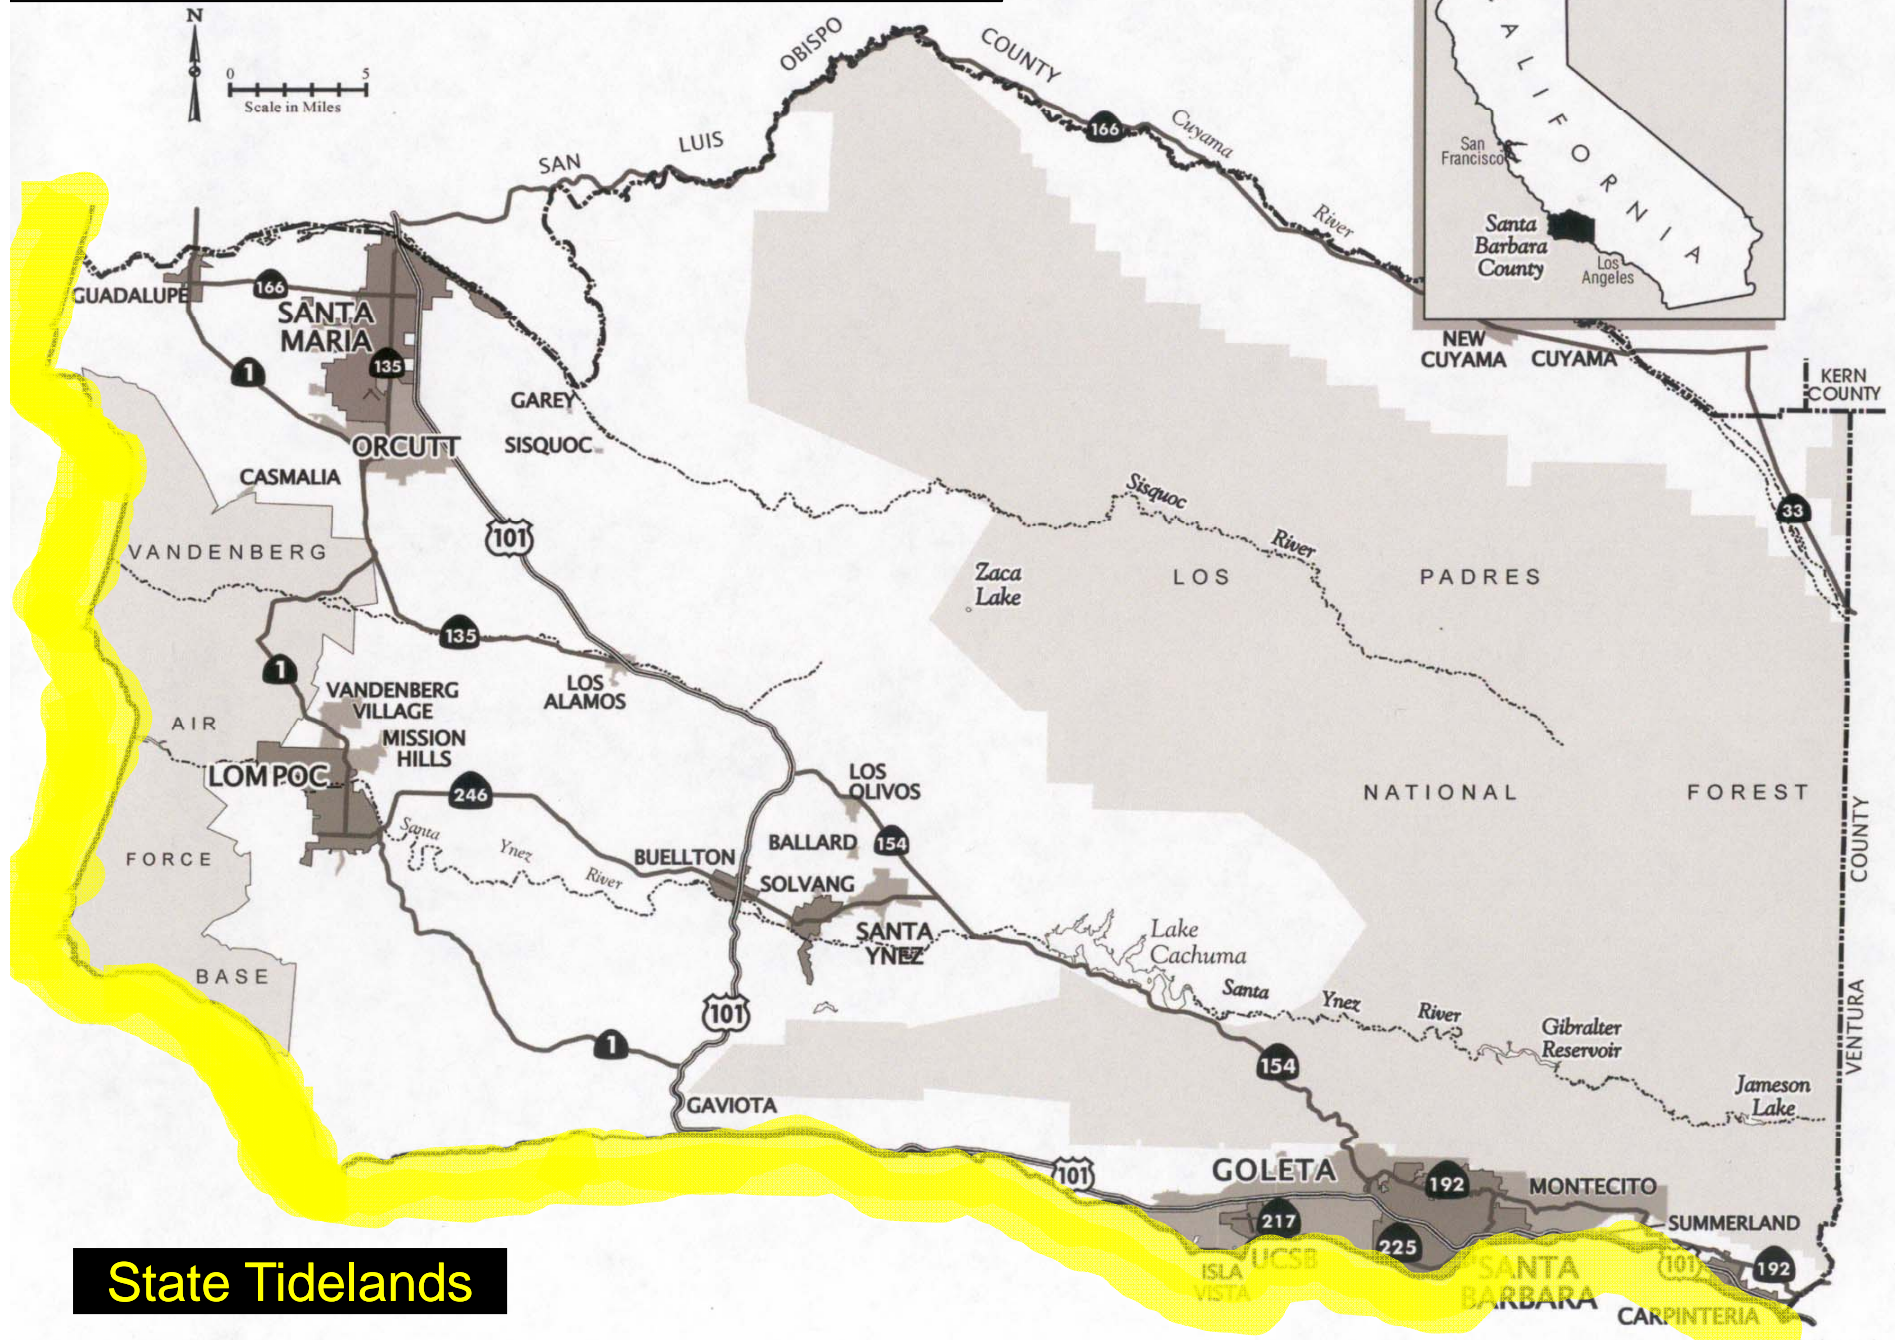 N
0 5
Scale in Miles
SAN LUIS OBISPO COUNTY
166
Cuyama
River
CALIFORNIA
San
Francisco
Santa
Barbara
County
Los
Angeles
GUADALUPE
166
SANTA
MARIA
135
1
GAREY
SISQUOC
ORCUTT
CASMALIA
NEW
CUYAMA
CUYAMA
KERN
COUNTY
33
101
Sisquoc
River
VANDENBERG
Zaca
Lake
LOS PADRES
135
1
LOS
ALAMOS
VANDENBERG
VILLAGE
AIR
MISSION
HILLS
LOMPOC
246
LOS
OLIVOS
NATIONAL FOREST
BALLARD
154
Santa
Ynez
River
FORCE
BUELLTON
SOLVANG
SANTA
YNEZ
Lake
Cachuma
BASE
Santa Ynez River
Gibralter
Reservoir
101
1
154
Jameson
Lake
VENTURA COUNTY
GAVIOTA
101
GOLETA
192
MONTECITO
217
225
SUMMERLAND
UCSB
ISLA
VISTA
SANTA
BARBARA
101
192
CARPINTERIA
State Tidelands